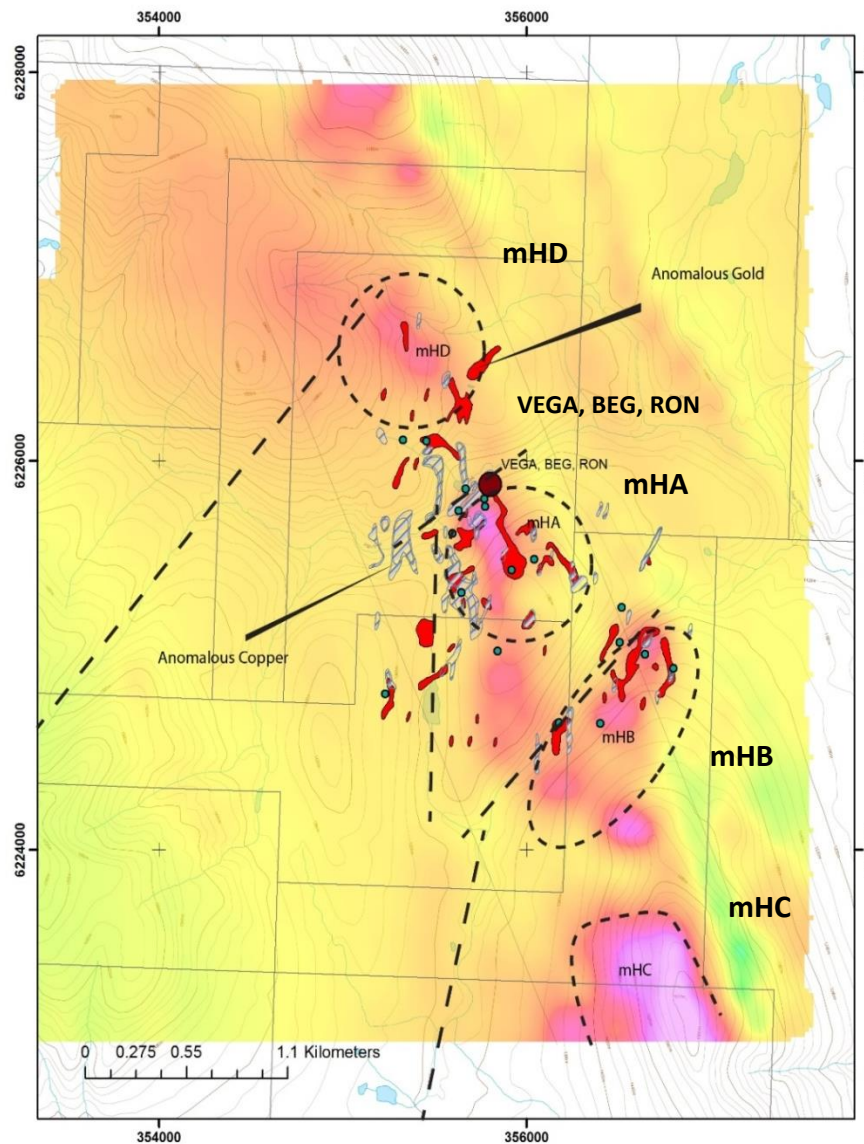 354000
356000
6228000
mHD
Anomalous Gold
mHD
VEGA, BEG, RON
6226000
VEGA, BEG, RON
mHA
mHA
Anomalous Copper
mHB
mHB
6224000
mHC
mHC
0 0.275 0.55 1.1 Kilometers
354000
356000